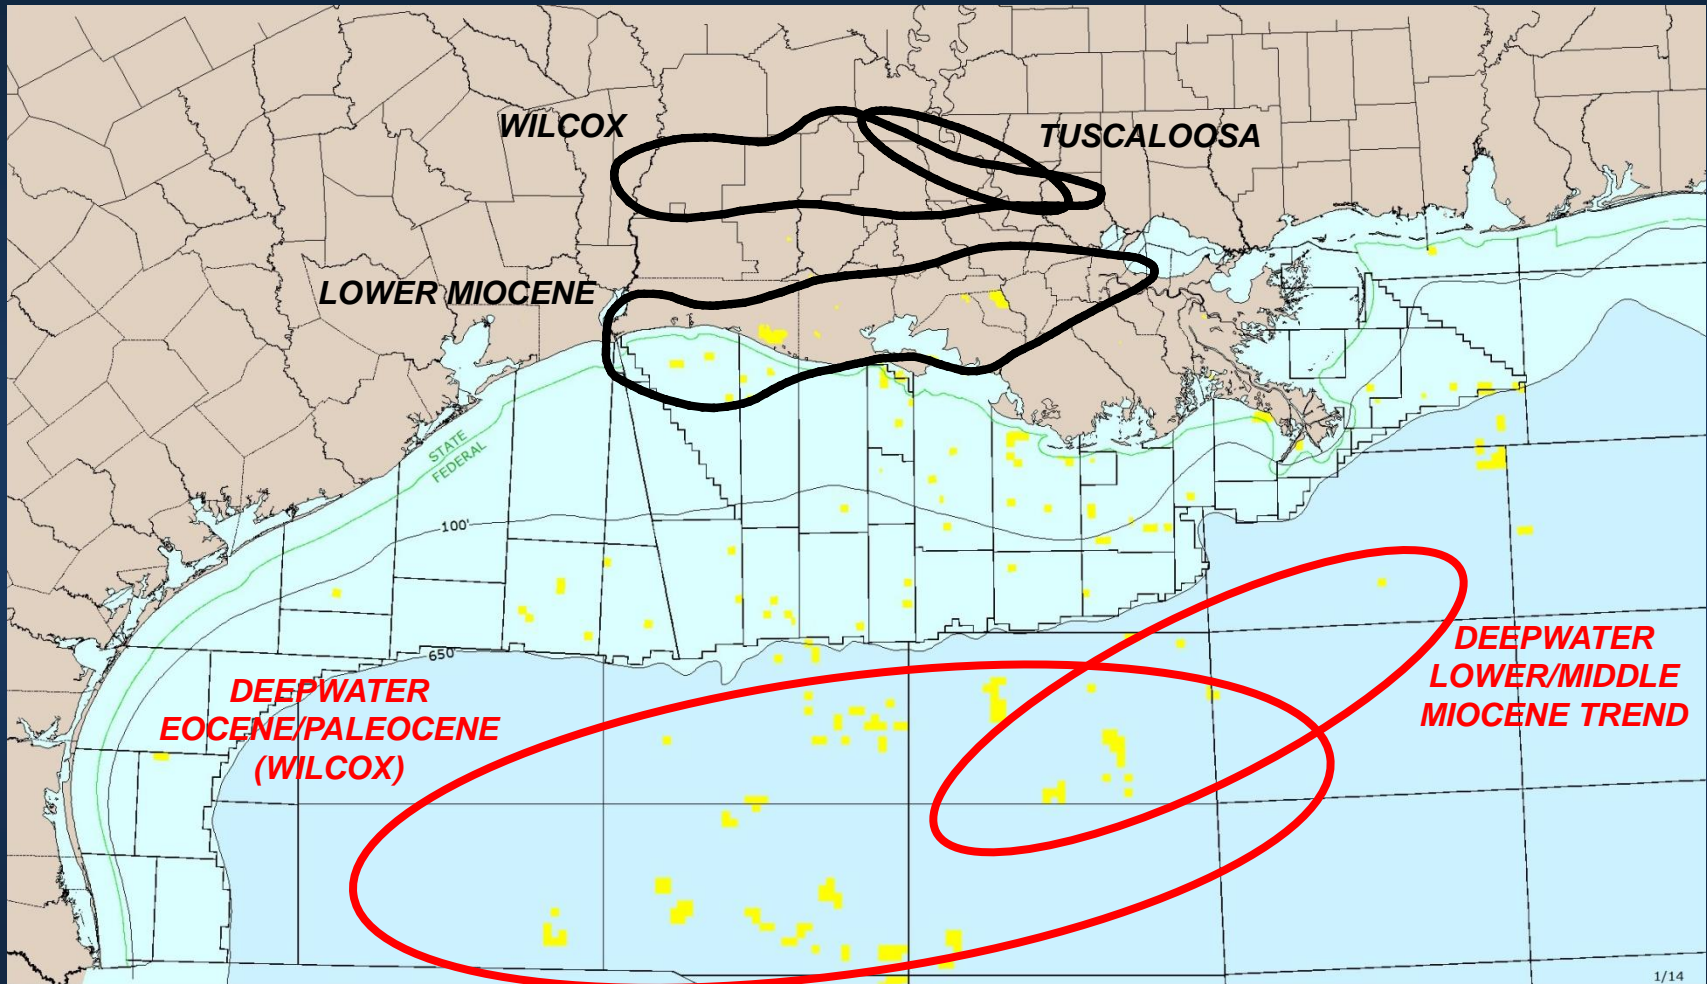 WILCOX
TUSCALOOSA
LOWER MIOCENE
STATE
FEDERAL
100'
650'
DEEPWATER
EOCENE/PALEOCENE
(WILCOX)
DEEPWATER
LOWER/MIDDLE
MIOCENE TREND
1/14